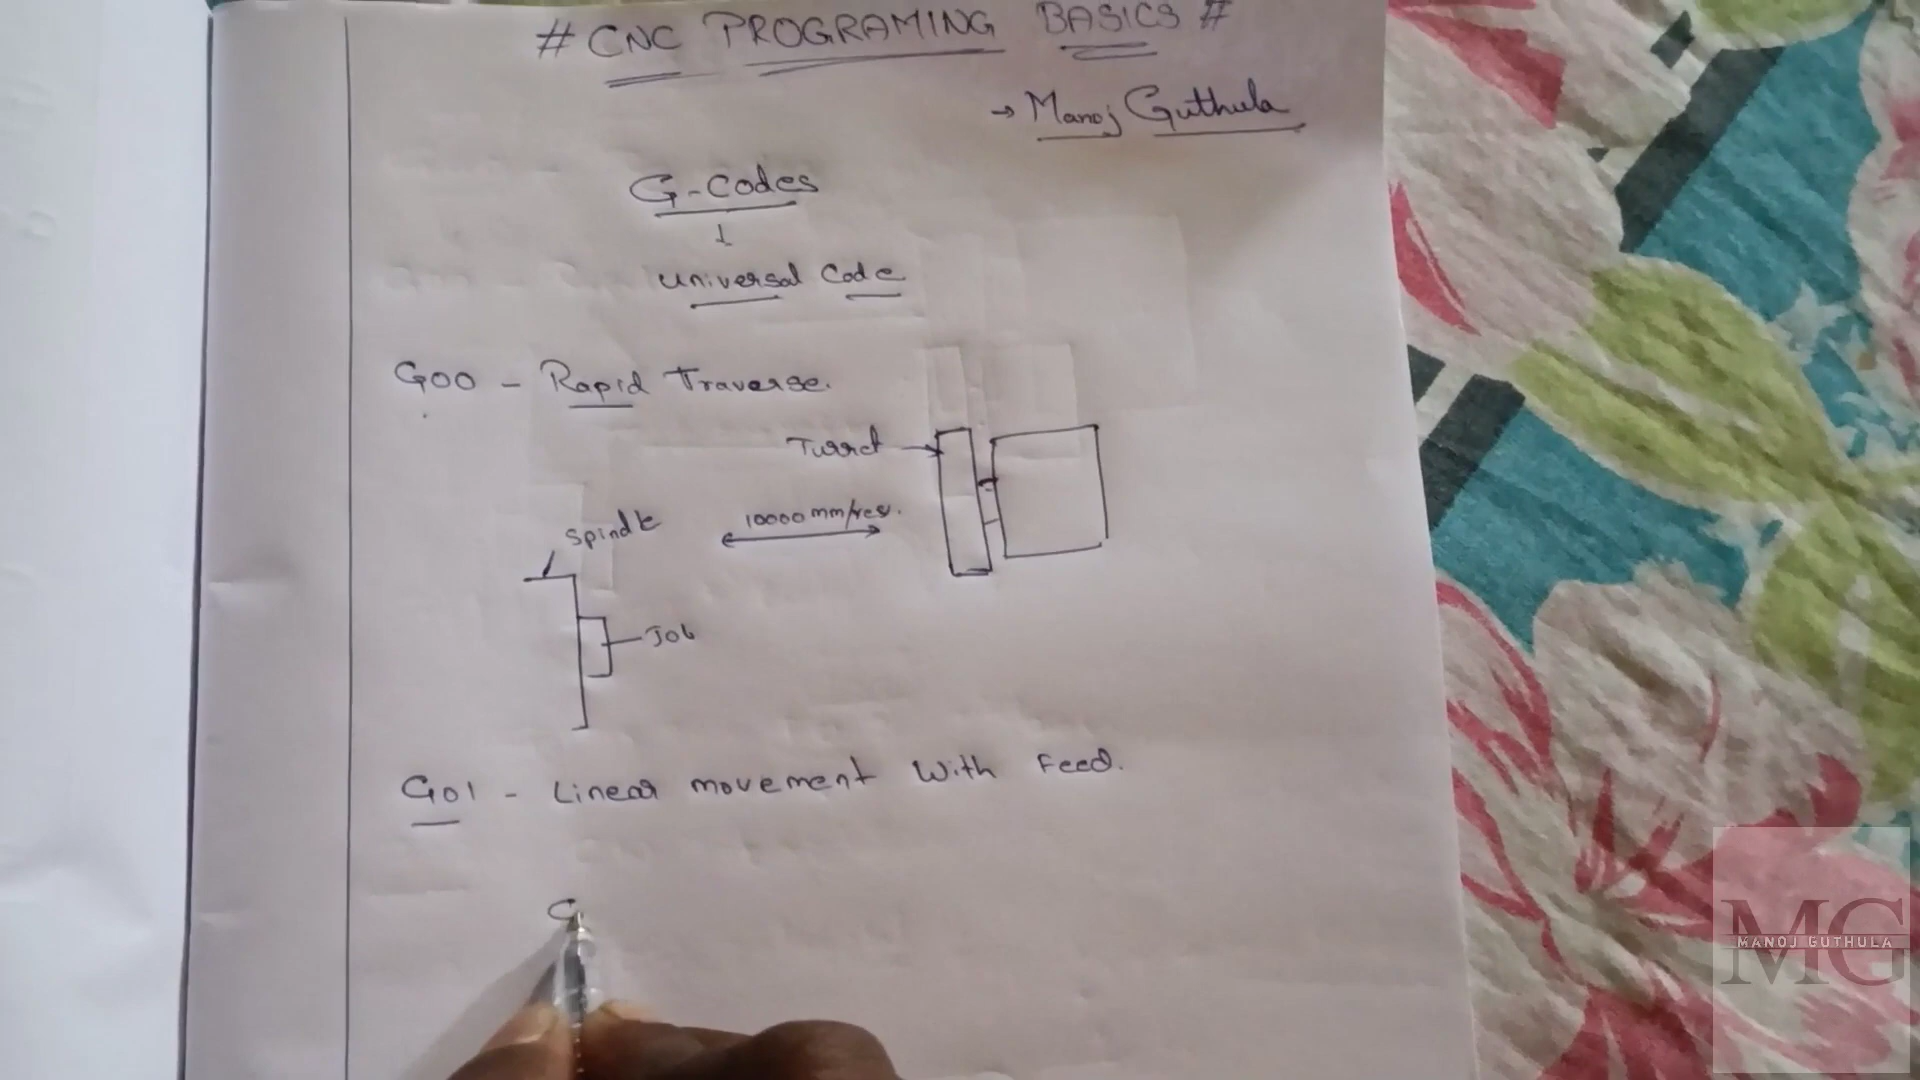 # CNC PROGRAMING BASICS #
→ Manoj Guthula
G-Codes
↓
universal Code
G00 - Rapid Traverse.
Turret →
Spindle
10000 mm/rev.
Job
G01 - Linear movement with Feed.
G
MG
MANOJ GUTHULA